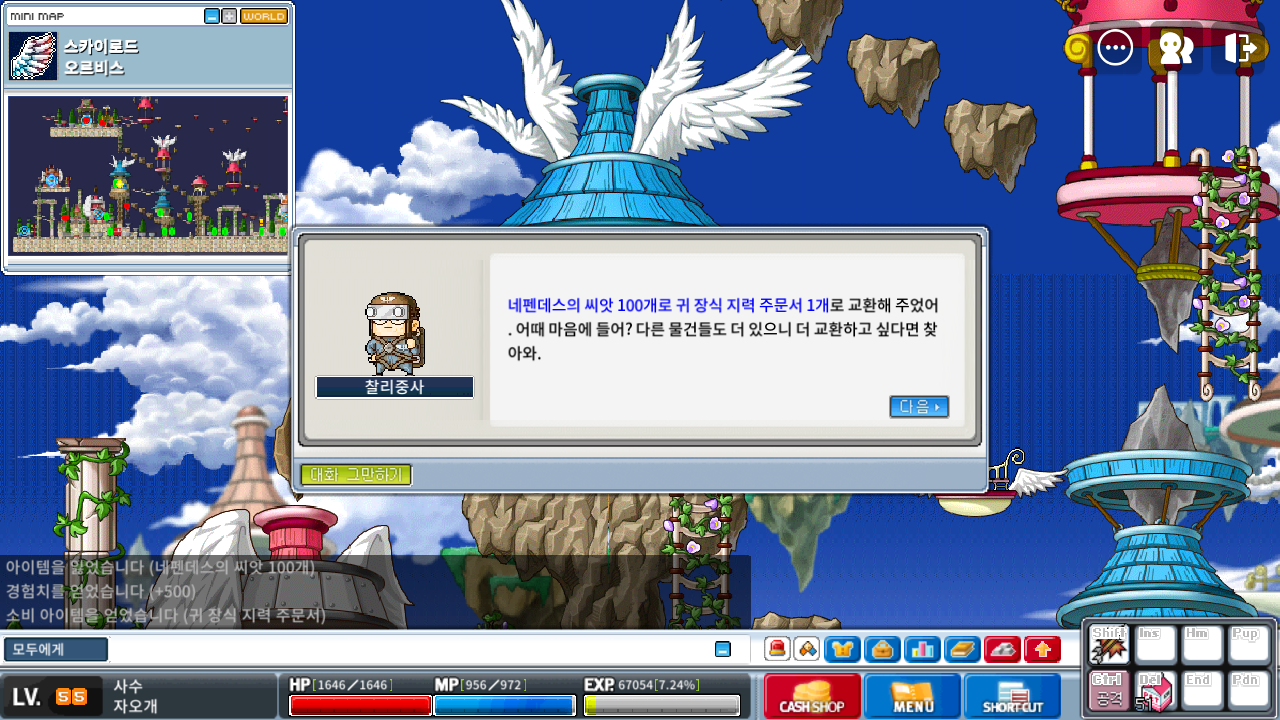 MINI MAP
WORLD
스카이로드
오르비스
네펜데스의 씨앗 100개로 귀 장식 지력 주문서 1개로 교환해 주었어
. 어때 마음에 들어? 다른 물건들도 더 있으니 더 교환하고 싶다면 찾
아와.
찰리중사
다음
대화 그만하기
아이템을 잃었습니다 (네펜데스의 씨앗 100개)
경험치를 얻었습니다 (+500)
소비 아이템을 얻었습니다 (귀 장식 지력 주문서)
모두에게
Shift Ins Hm Pup
Ctrl Del End Pdn
공격 51
LV. 55
사수
자오개
HP[1646/1646] MP[956/972] EXP. 67054[7.24%]
CASH SHOP
MENU
SHORT CUT